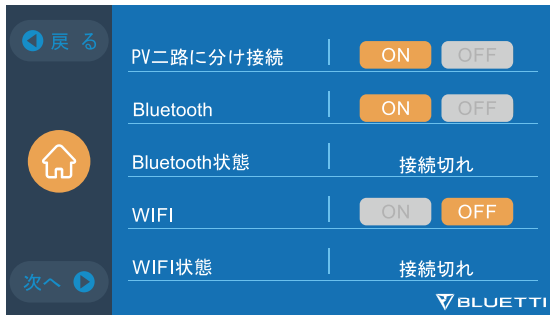 戻る
PV二路に分け接続 ON OFF
Bluetooth ON OFF
Bluetooth状態 接続切れ
WIFI ON OFF
WIFI状態 接続切れ
次へ
BLUETTI